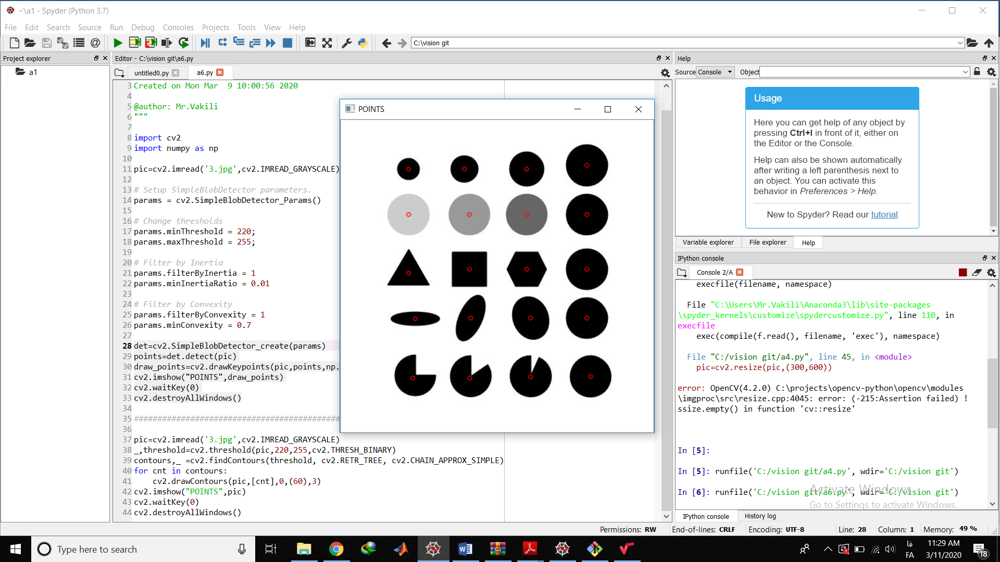 ~\a1 - Spyder (Python 3.7)
File Edit Search Source Run Debug Consoles Projects Tools View Help
C:\vision git
Project explorer
a1
Editor - C:\vision git\a6.py
untitled0.py
a6.py
3 Created on Mon Mar  9 10:00:56 2020
4
5 @author: Mr.Vakili
6 """
7
8 import cv2
9 import numpy as np
10
11 pic=cv2.imread('3.jpg',cv2.IMREAD_GRAYSCALE)
12
13 # Setup SimpleBlobDetector parameters.
14 params = cv2.SimpleBlobDetector_Params()
15
16 # Change thresholds
17 params.minThreshold = 220;
18 params.maxThreshold = 255;
19
20 # Filter by Inertia
21 params.filterByInertia = 1
22 params.minInertiaRatio = 0.01
23
24 # Filter by Convexity
25 params.filterByConvexity = 1
26 params.minConvexity = 0.7
27
28 det=cv2.SimpleBlobDetector_create(params)
29 points=det.detect(pic)
30 draw_points=cv2.drawKeypoints(pic,points,np.
31 cv2.imshow("POINTS",draw_points)
32 cv2.waitKey(0)
33 cv2.destroyAllWindows()
34
35 ############################################
36
37 pic=cv2.imread('3.jpg',cv2.IMREAD_GRAYSCALE)
38 _,threshold=cv2.threshold(pic,220,255,cv2.THRESH_BINARY)
39 contours,_ =cv2.findContours(threshold, cv2.RETR_TREE, cv2.CHAIN_APPROX_SIMPLE)
40 for cnt in contours:
41     cv2.drawContours(pic,[cnt],0,(60),3)
42 cv2.imshow("POINTS",pic)
43 cv2.waitKey(0)
44 cv2.destroyAllWindows()
POINTS
Help
Source Console Object
Usage
Here you can get help of any object by
pressing Ctrl+I in front of it, either on
the Editor or the Console.
Help can also be shown automatically
after writing a left parenthesis next to
an object. You can activate this
behavior in Preferences > Help.
New to Spyder? Read our tutorial
Variable explorer File explorer Help
IPython console
Console 2/A
execfile(filename, namespace)
File "C:\Users\Mr.Vakili\Anaconda3\lib\site-packages
\spyder_kernels\customize\spydercustomize.py", line 110, in
execfile
exec(compile(f.read(), filename, 'exec'), namespace)
File "C:/vision git/a4.py", line 45, in <module>
pic=cv2.resize(pic,(300,600))
error: OpenCV(4.2.0) C:\projects\opencv-python\opencv\modules
\imgproc\src\resize.cpp:4045: error: (-215:Assertion failed) !
ssize.empty() in function 'cv::resize'
In [5]:
In [5]: runfile('C:/vision git/a4.py', wdir='C:/vision git')
In [6]: runfile('C:/vision git/a6.py', wdir='C:/vision git')
Activate Windows
Go to Settings to activate Windows.
IPython console History log
Permissions: RW End-of-lines: CRLF Encoding: UTF-8 Line: 28 Column: 1 Memory: 49 %
Type here to search
فا
FA
11:29 AM
3/11/2020
18